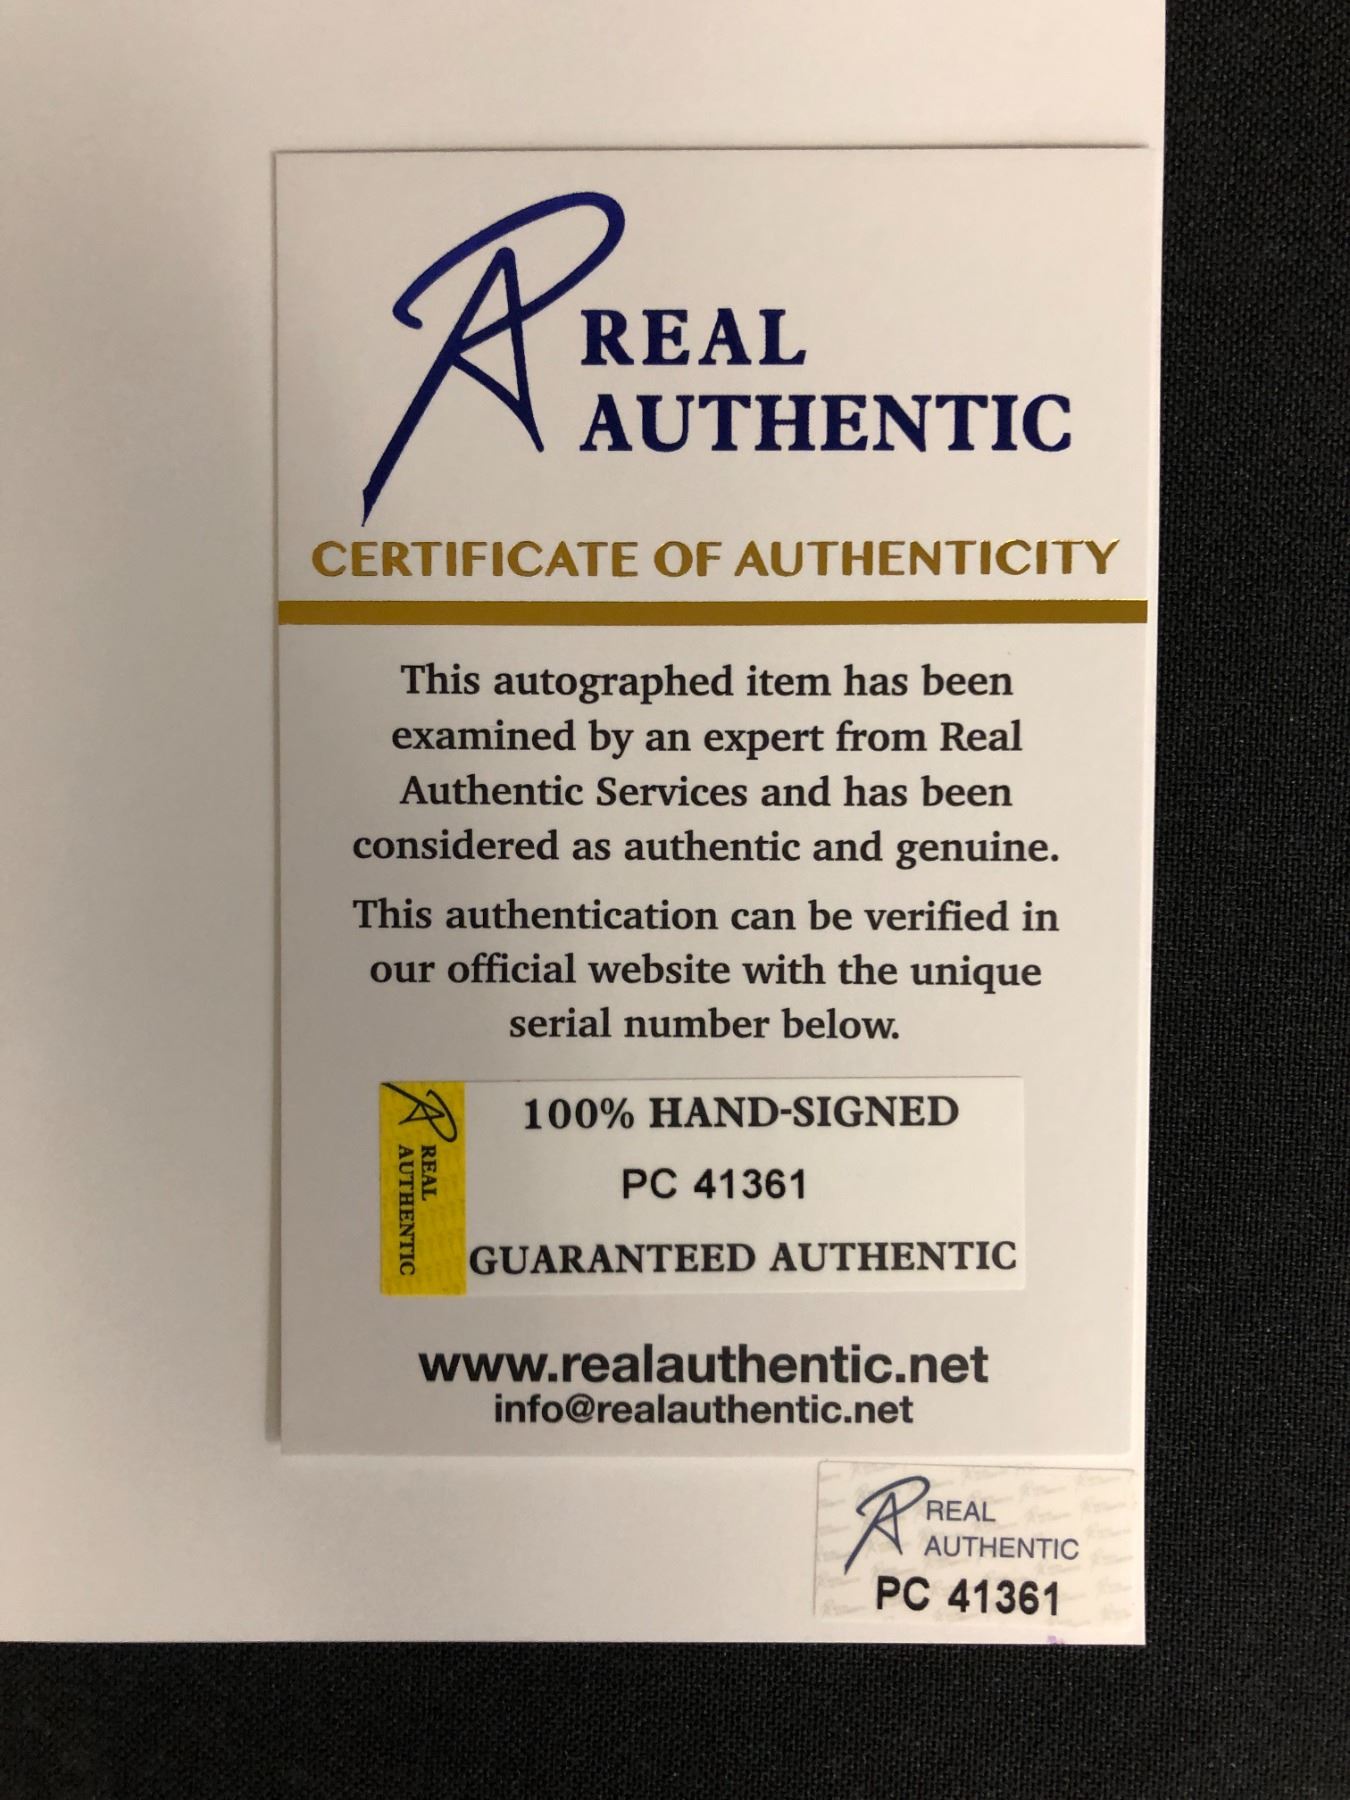 REAL
AUTHENTIC
CERTIFICATE OF AUTHENTICITY
This autographed item has been
examined by an expert from Real
Authentic Services and has been
considered as authentic and genuine.
This authentication can be verified in
our official website with the unique
serial number below.
REAL
AUTHENTIC
100% HAND-SIGNED
PC 41361
GUARANTEED AUTHENTIC
www.realauthentic.net
info@realauthentic.net
REAL
AUTHENTIC
PC 41361